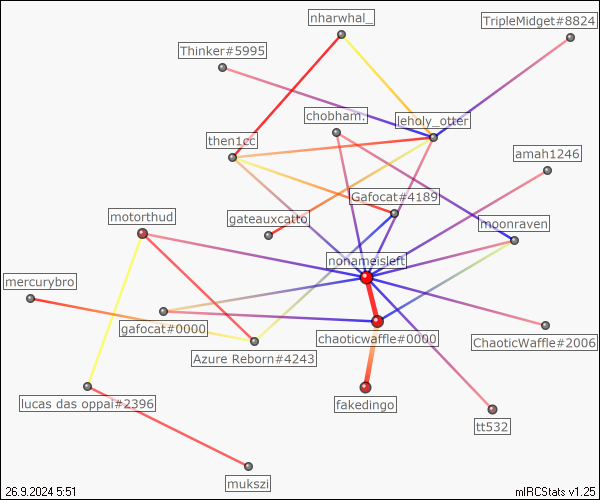 nharwhal_
TripleMidget#8824
Thinker#5995
chobham.
leholy_otter
then1cc
amah1246
Gafocat#4189
motorthud
gateauxcatto
moonraven
nonameisleft
mercurybro
gafocat#0000
chaoticwaffle#0000
ChaoticWaffle#2006
Azure Reborn#4243
lucas das oppai#2396
fakedingo
tt532
mukszi
26.9.2024 5:51
mIRCStats v1.25